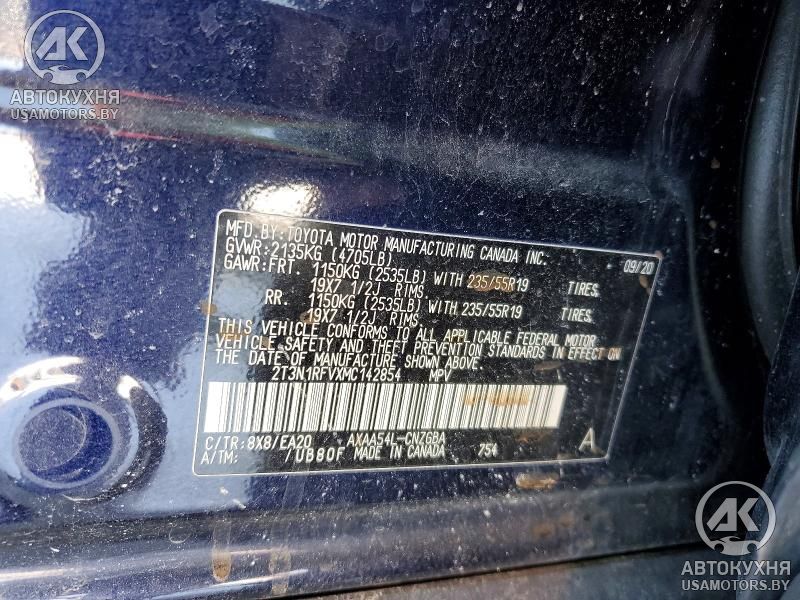 AK
АВТОКУХНЯ
USAMOTORS.BY
MFD.BY:TOYOTA MOTOR MANUFACTURING CANADA INC. 09/20
GVWR:2135KG (4705LB)
GAWR:FRT. 1150KG (2535LB) WITH 235/55R19 TIRES,
19X7 1/2J RIMS
RR. 1150KG (2535LB) WITH 235/55R19 TIRES,
19X7 1/2J RIMS
THIS VEHICLE CONFORMS TO ALL APPLICABLE FEDERAL MOTOR
VEHICLE SAFETY AND THEFT PREVENTION STANDARDS IN EFFECT ON
THE DATE OF MANUFACTURE SHOWN ABOVE.
2T3N1RFVXMC142854 MPV
C/TR:8X8/EA20 AXAA54L-CNZGBA A
A/TM: /UB80F MADE IN CANADA 754
AK
АВТОКУХНЯ
USAMOTORS.BY